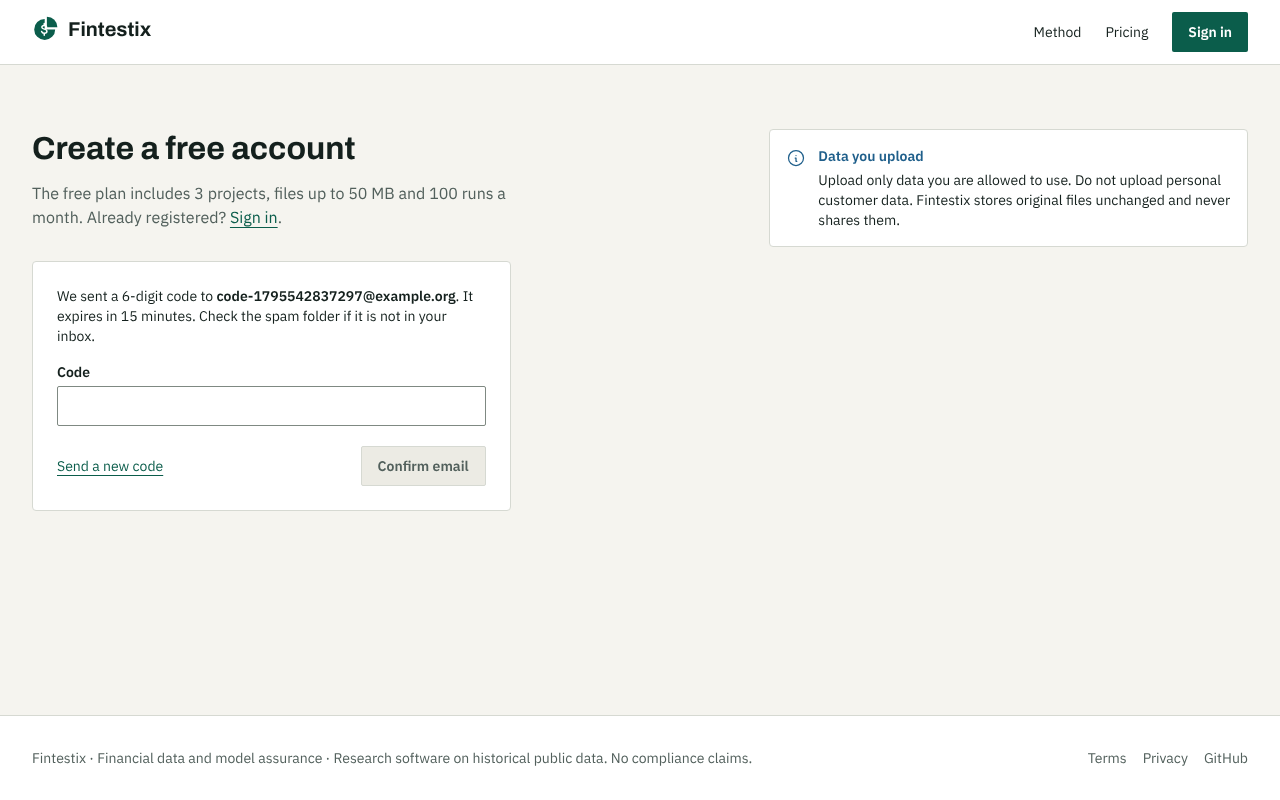 Fintestix
Method
Pricing
Sign in
Create a free account
The free plan includes 3 projects, files up to 50 MB and 100 runs a
month. Already registered? Sign in.
We sent a 6-digit code to code-1795542837297@example.org. It
expires in 15 minutes. Check the spam folder if it is not in your
inbox.
Code
Send a new code
Confirm email
Data you upload
Upload only data you are allowed to use. Do not upload personal
customer data. Fintestix stores original files unchanged and never
shares them.
Fintestix · Financial data and model assurance · Research software on historical public data. No compliance claims.
Terms
Privacy
GitHub